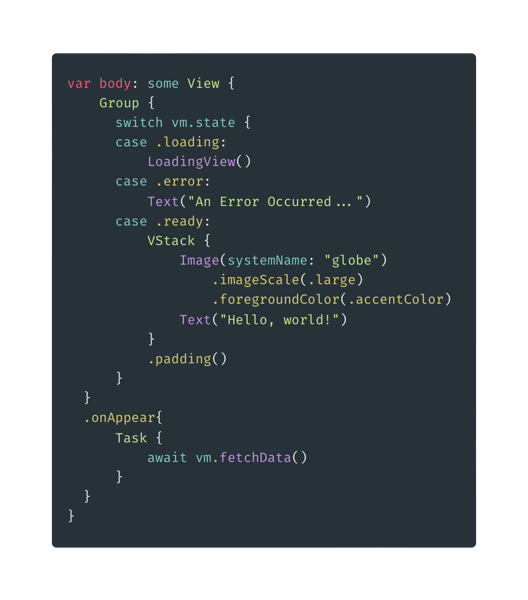 var body: some View {
    Group {
      switch vm.state {
      case .loading:
          LoadingView()
      case .error:
          Text("An Error Occurred...")
      case .ready:
          VStack {
              Image(systemName: "globe")
                  .imageScale(.large)
                  .foregroundColor(.accentColor)
              Text("Hello, world!")
          }
          .padding()
      }
  }
  .onAppear{
      Task {
          await vm.fetchData()
      }
  }
}